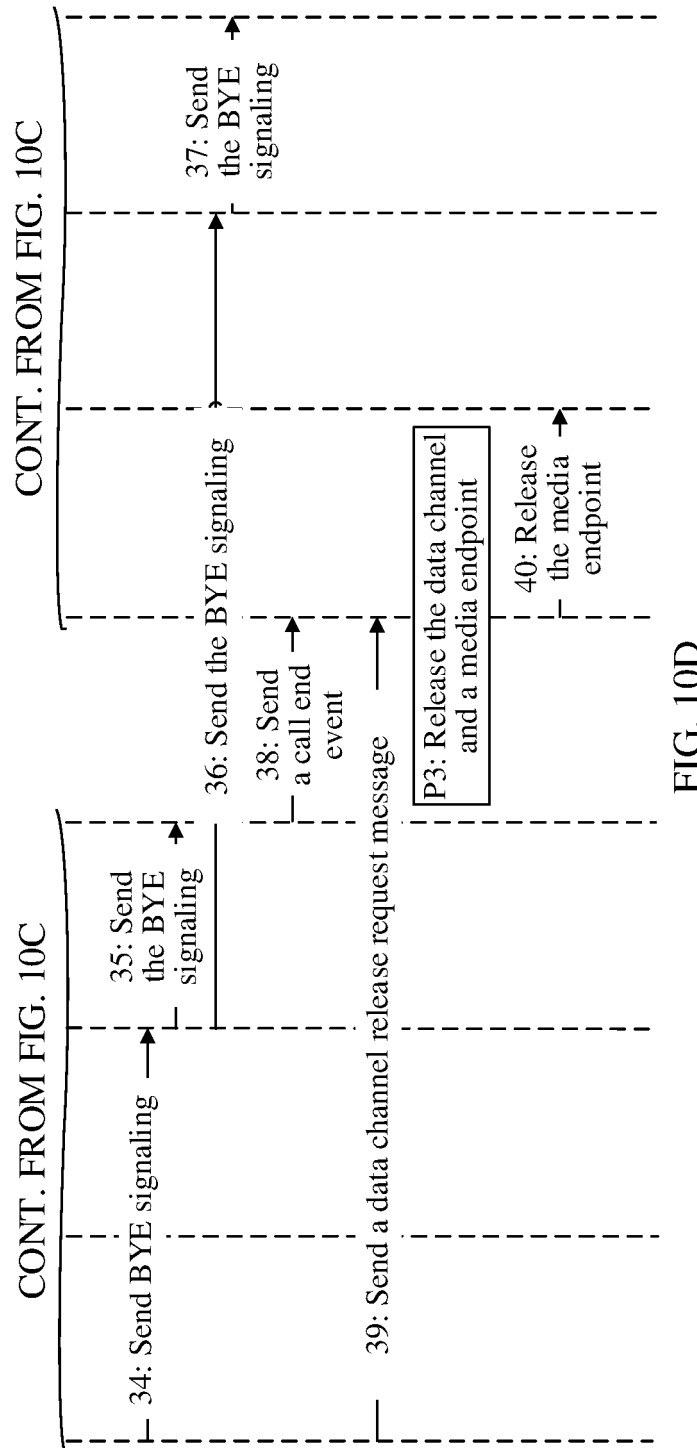 CONT. FROM FIG. 10C
CONT. FROM FIG. 10C
34: Send BYE signaling
35: Send
the BYE
signaling
36: Send the BYE signaling
37: Send
the BYE
signaling
38: Send
a call end
event
39: Send a data channel release request message
P3: Release the data channel
and a media endpoint
40: Release
the media
endpoint
FIG. 10D